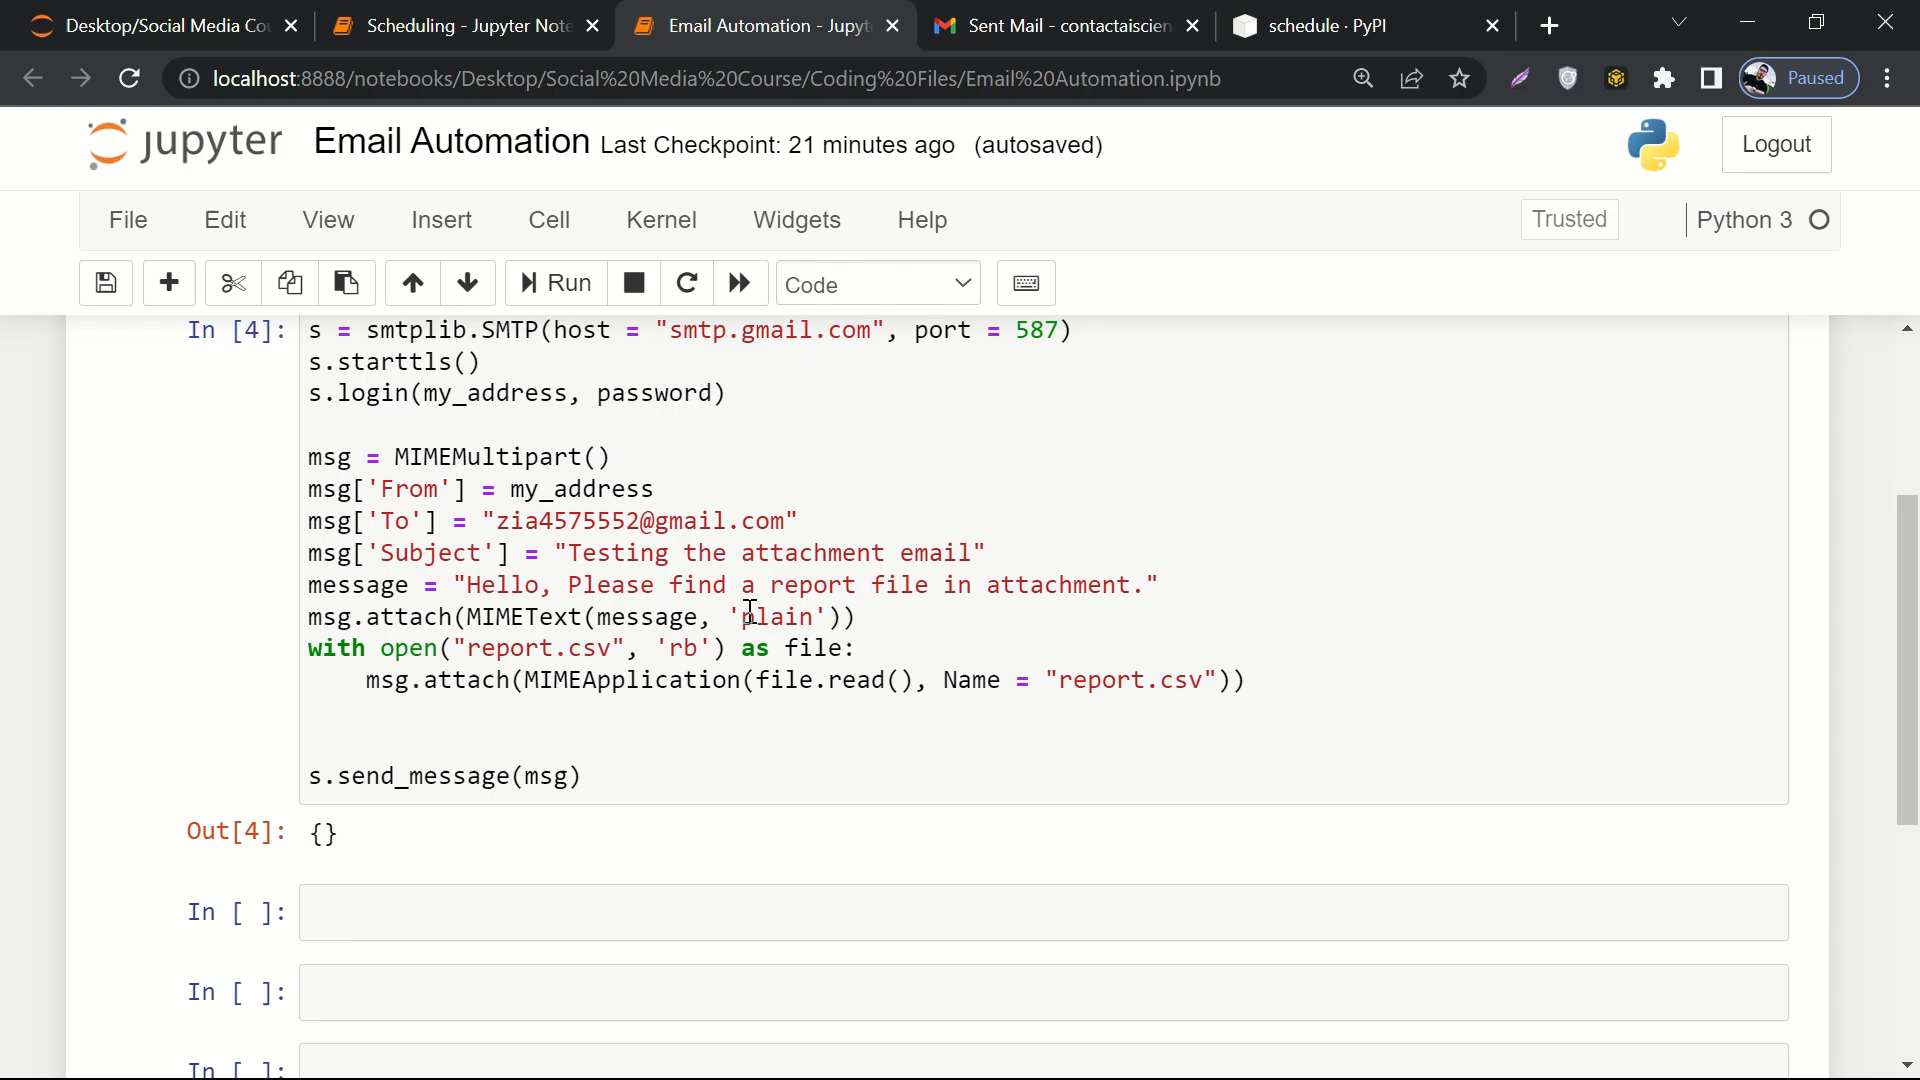 Desktop/Social Media Co
Scheduling - Jupyter Note
Email Automation - Jupyt
Sent Mail - contactaiscien
schedule · PyPI
localhost:8888/notebooks/Desktop/Social%20Media%20Course/Coding%20Files/Email%20Automation.ipynb
Paused
jupyter Email Automation Last Checkpoint: 21 minutes ago (autosaved)
Logout
File Edit View Insert Cell Kernel Widgets Help
Trusted
Python 3
Run
Code
In [4]: s = smtplib.SMTP(host = "smtp.gmail.com", port = 587)
s.starttls()
s.login(my_address, password)
msg = MIMEMultipart()
msg['From'] = my_address
msg['To'] = "zia4575552@gmail.com"
msg['Subject'] = "Testing the attachment email"
message = "Hello, Please find a report file in attachment."
msg.attach(MIMEText(message, 'plain'))
with open("report.csv", 'rb') as file:
    msg.attach(MIMEApplication(file.read(), Name = "report.csv"))
s.send_message(msg)
Out[4]: {}
In [ ]:
In [ ]:
In [ ]: